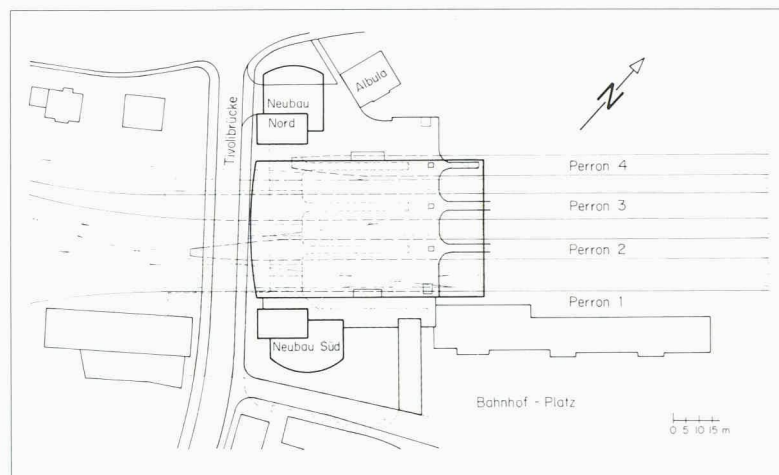 Neubau
Nord
Tivolibrücke
Albula
N
Perron 4
Perron 3
Perron 2
Perron 1
Neubau Süd
Bahnhof - Platz
0 5 10 15 m